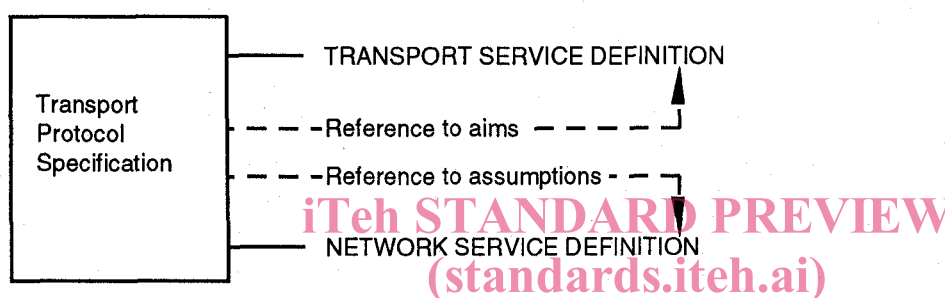 TRANSPORT SERVICE DEFINITION
Transport
Protocol
Specification
Reference to aims
Reference to assumptions
iTeh STANDARD PREVIEW
NETWORK SERVICE DEFINITION
(standards.iteh.ai)